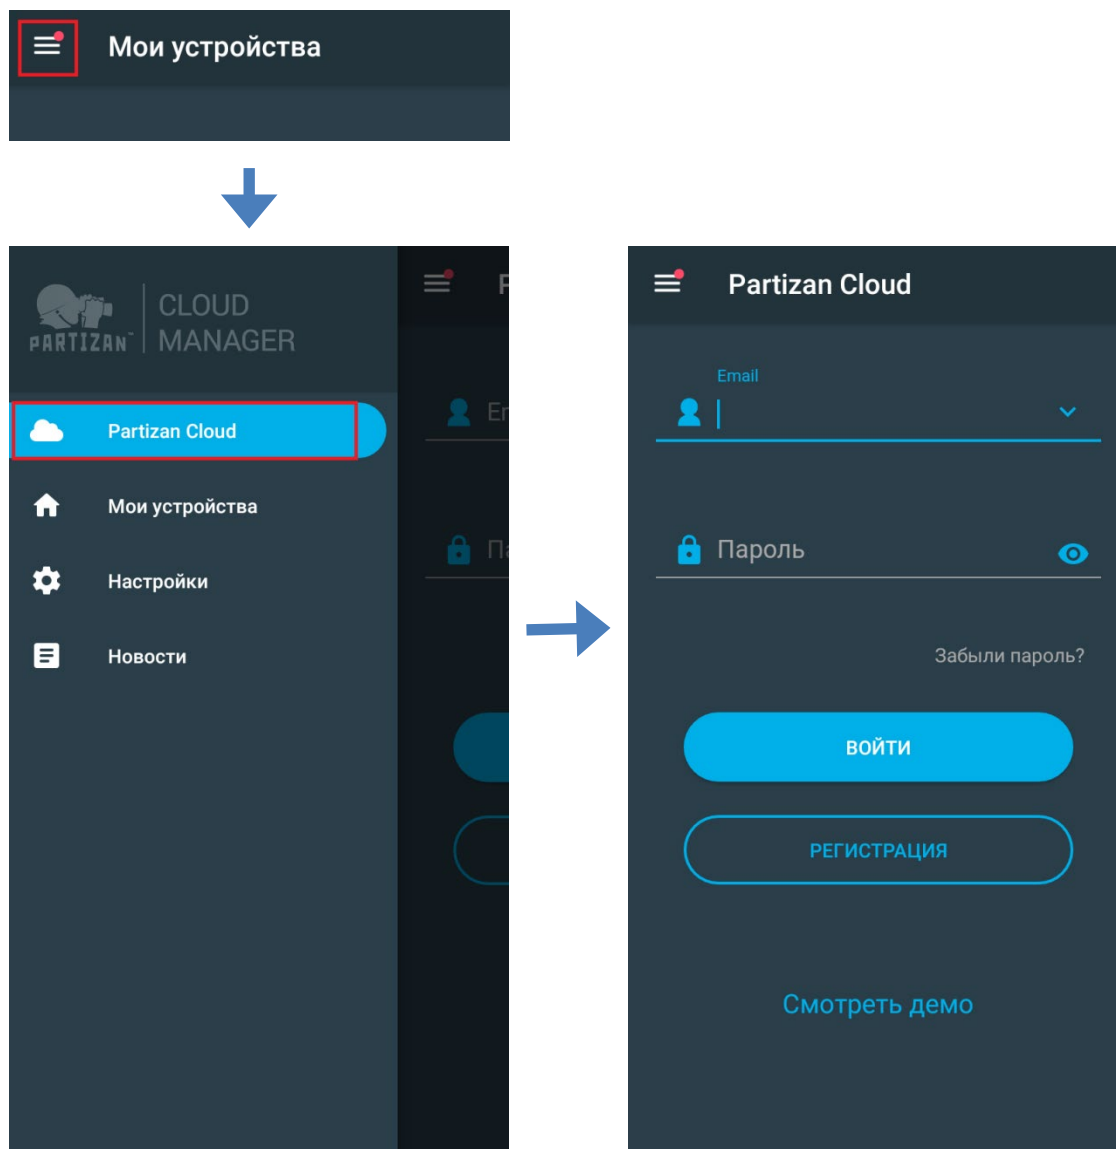 Мои устройства
PARTIZAN™
CLOUD
MANAGER
Partizan Cloud
Мои устройства
Настройки
Новости
Partizan Cloud
Email
Пароль
Забыли пароль?
ВОЙТИ
РЕГИСТРАЦИЯ
Смотреть демо